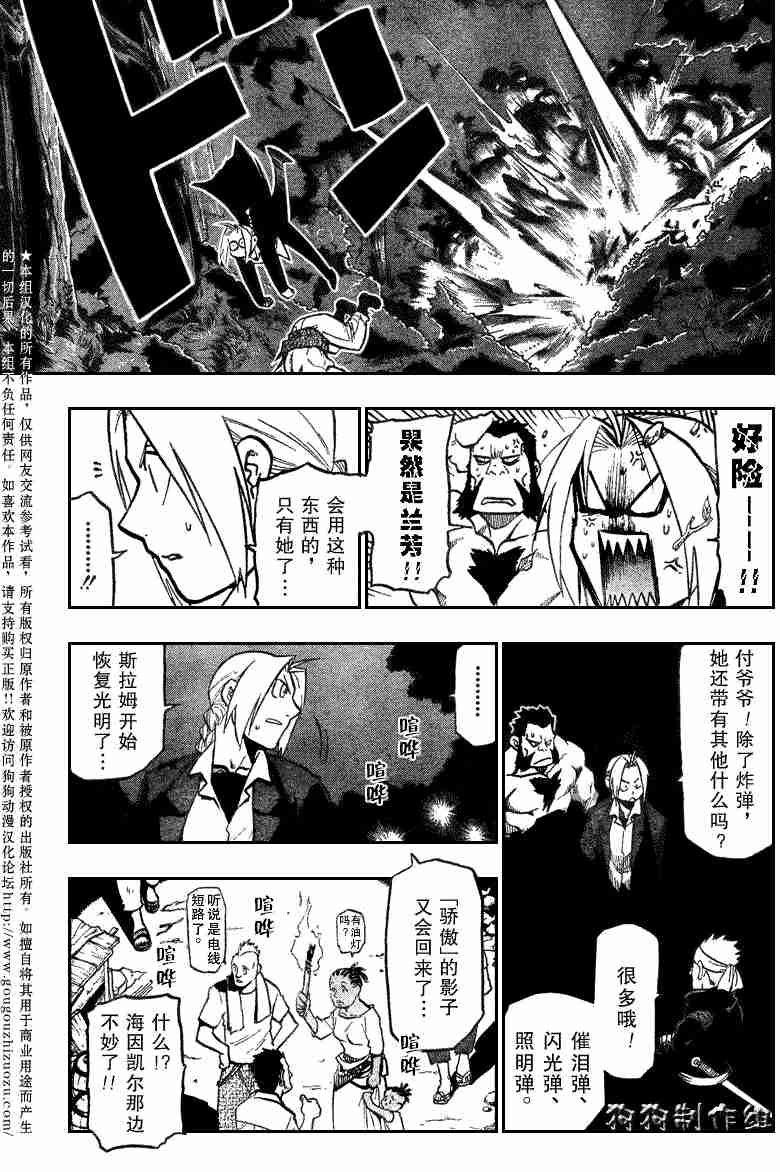 ドン
好险————!!
果然是兰芳!!
会用这种
东西的，
只有她了…
……!!
付爷爷！除了炸弹，
她还带有其他
什么吗？
很多哦！
催泪弹、
闪光弹、
照明弹。
……
喧哗
喧哗
斯拉姆开始
恢复光明了…
「骄傲」的影子
又会回来了…
有油灯
吗？
听说是电线
短路了。
喧哗
喧哗
什么!?
海因凯尔那边
不妙了!!
★本组汉化的所有作品，仅供网友交流参考试看，所有版权归原作者和被原作者授权的出版社所有。如擅自将其用于商业用途而产生
的一切后果，本组不负任何责任。如喜欢本作品，请支持购买正版!!欢迎访问狗狗动漫汉化论坛http://www.gougouzhizuozu.com/
狗狗制作组